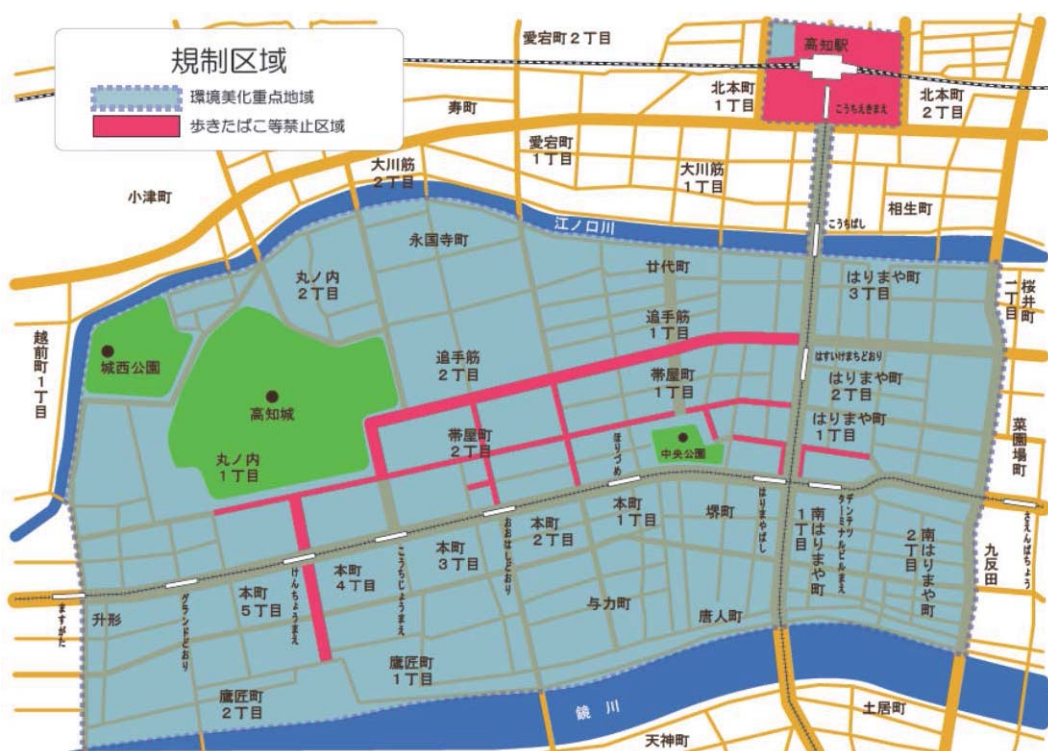 規制区域
環境美化重点地域
歩きたばこ等禁止区域
愛宕町2丁目
高知駅
北本町
1丁目
こうちえきまえ
北本町
2丁目
寿町
愛宕町
1丁目
大川筋
2丁目
大川筋
1丁目
小津町
相生町
江ノ口川
こうちばし
永国寺町
廿代町
丸ノ内
2丁目
はりまや町
3丁目
桜井町
1丁目
越前町1丁目
城西公園
追手筋
1丁目
追手筋
2丁目
はすいけまちどおり
帯屋町
1丁目
はりまや町
2丁目
高知城
はりまや町
1丁目
菜園場町
帯屋町
2丁目
ほりづめ
中央公園
丸ノ内
1丁目
本町
1丁目
堺町
はりまやばし
南はりまや町
1丁目
デンテツ
ターミナルビルまえ
南はりまや町
2丁目
さえんばちょう
九反田
本町
2丁目
おおはしどおり
本町
3丁目
こうちじょうまえ
本町
4丁目
けんちょうまえ
本町
5丁目
グランドどおり
升形
ますがた
与力町
唐人町
鷹匠町
1丁目
鷹匠町
2丁目
鏡川
土居町
天神町